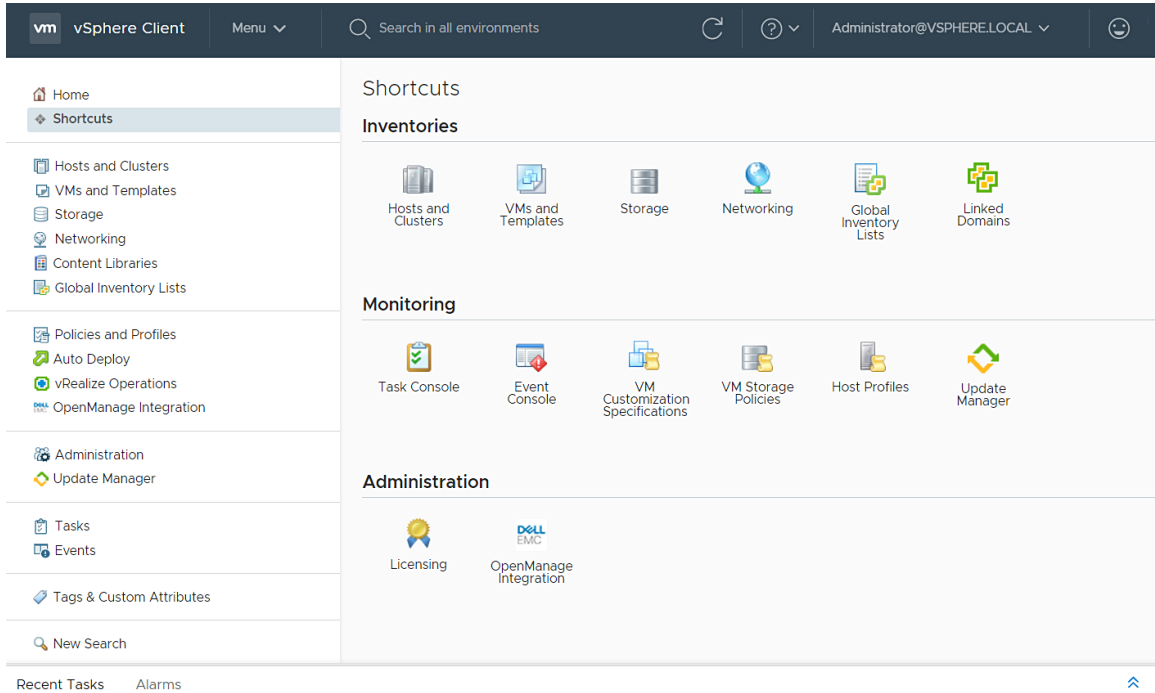 vm vSphere Client Menu Search in all environments ? Administrator@VSPHERE.LOCAL
Home
Shortcuts
Hosts and Clusters
VMs and Templates
Storage
Networking
Content Libraries
Global Inventory Lists
Policies and Profiles
Auto Deploy
vRealize Operations
DELL EMC OpenManage Integration
Administration
Update Manager
Tasks
Events
Tags & Custom Attributes
New Search
Shortcuts
Inventories
Hosts and
Clusters
VMs and
Templates
Storage
Networking
Global
Inventory
Lists
Linked
Domains
Monitoring
Task Console
Event
Console
VM
Customization
Specifications
VM Storage
Policies
Host Profiles
Update
Manager
Administration
Licensing
DELL
EMC
OpenManage
Integration
Recent Tasks Alarms